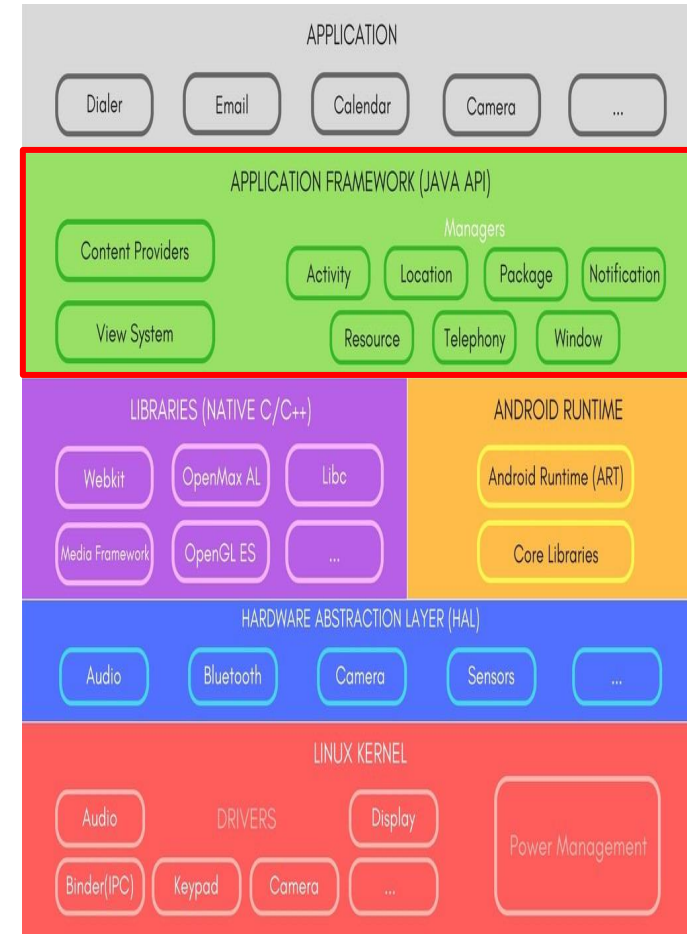 APPLICATION
Dialer Email Calendar Camera ...
APPLICATION FRAMEWORK (JAVA API)
Managers
Content Providers
Activity Location Package Notification
View System
Resource Telephony Window
LIBRARIES (NATIVE C/C++)
Webkit OpenMax AL Libc
Media Framework OpenGL ES ...
ANDROID RUNTIME
Android Runtime (ART)
Core Libraries
HARDWARE ABSTRACTION LAYER (HAL)
Audio Bluetooth Camera Sensors ...
LINUX KERNEL
Audio DRIVERS Display
Binder(IPC) Keypad Camera ...
Power Management